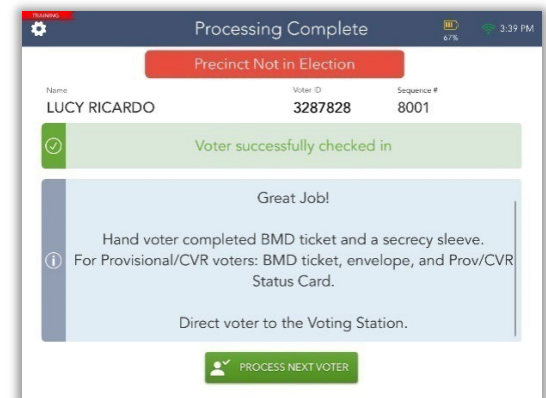 TRAINING
Processing Complete
67%
3:39 PM
Precinct Not in Election
Name
Voter ID
Sequence #
LUCY RICARDO
3287828
8001
Voter successfully checked in
Great Job!
Hand voter completed BMD ticket and a secrecy sleeve.
For Provisional/CVR voters: BMD ticket, envelope, and Prov/CVR
Status Card.
Direct voter to the Voting Station.
PROCESS NEXT VOTER